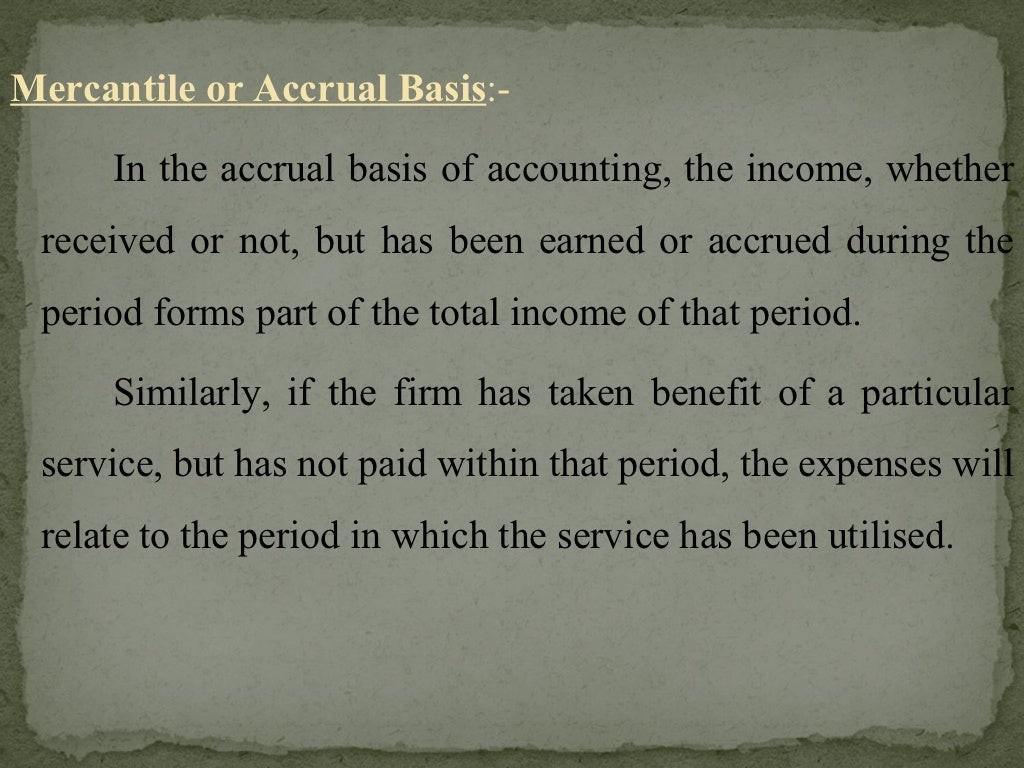 Mercantile or Accrual Basis:-
In the accrual basis of accounting, the income, whether
received or not, but has been earned or accrued during the
period forms part of the total income of that period.
Similarly, if the firm has taken benefit of a particular
service, but has not paid within that period, the expenses will
relate to the period in which the service has been utilised.